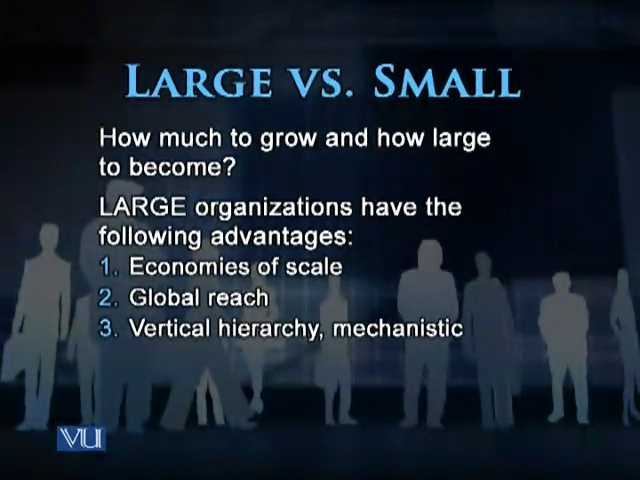 LARGE VS. SMALL
How much to grow and how large
to become?
LARGE organizations have the
following advantages:
1. Economies of scale
2. Global reach
3. Vertical hierarchy, mechanistic
VU